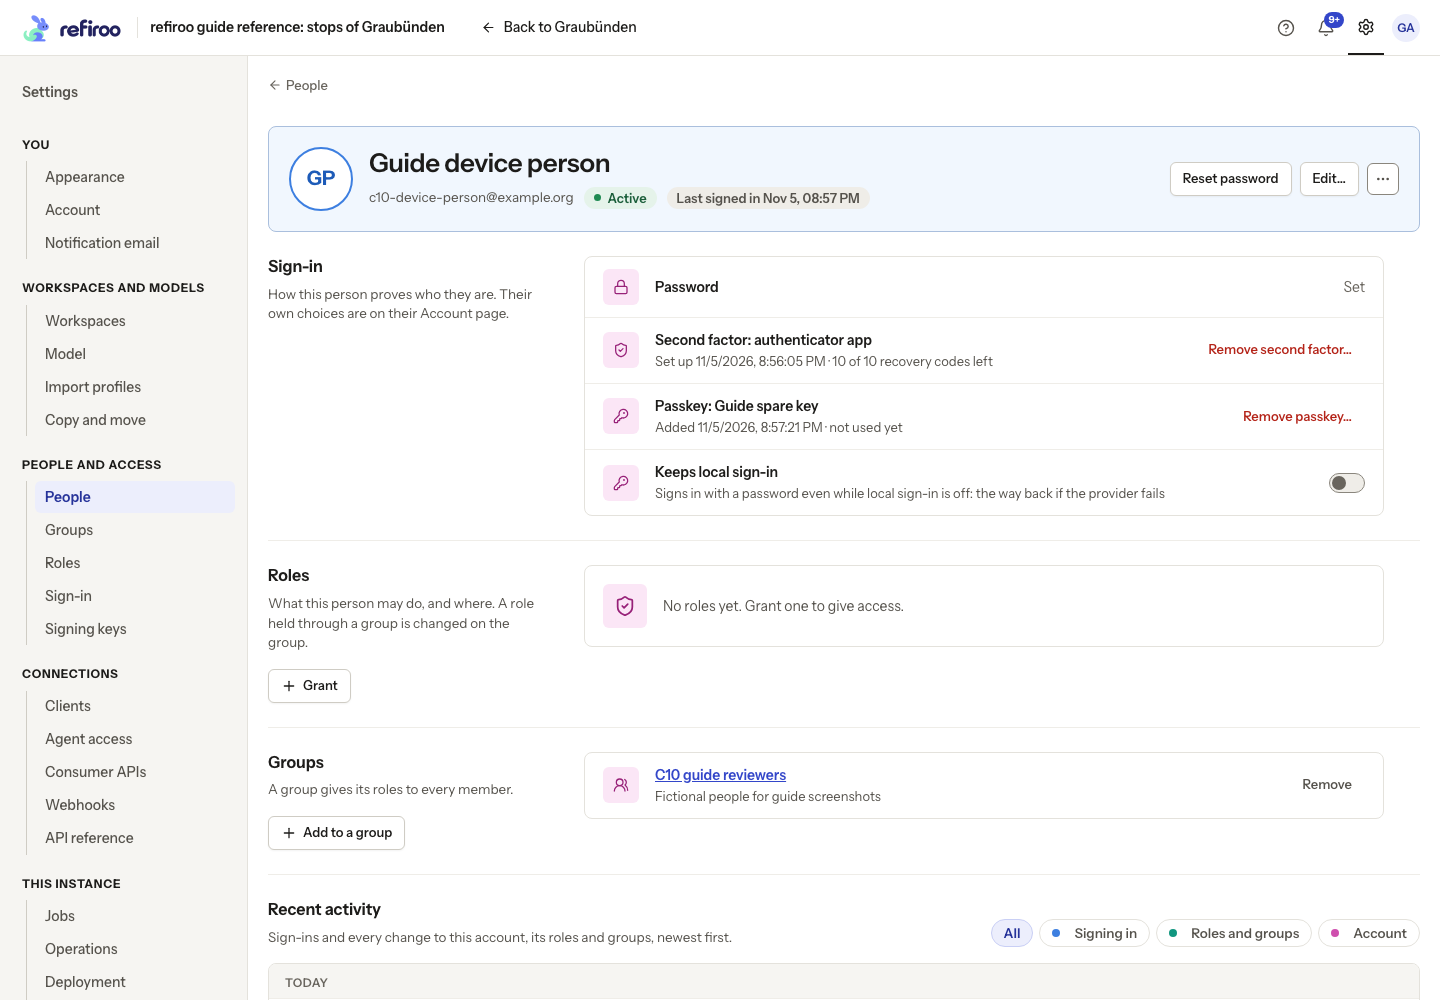 refiroo
refiroo guide reference: stops of Graubünden
← Back to Graubünden
9+
GA
Settings
YOU
Appearance
Account
Notification email
WORKSPACES AND MODELS
Workspaces
Model
Import profiles
Copy and move
PEOPLE AND ACCESS
People
Groups
Roles
Sign-in
Signing keys
CONNECTIONS
Clients
Agent access
Consumer APIs
Webhooks
API reference
THIS INSTANCE
Jobs
Operations
Deployment
← People
GP
Guide device person
c10-device-person@example.org
Active
Last signed in Nov 5, 08:57 PM
Reset password
Edit...
Sign-in
How this person proves who they are. Their
own choices are on their Account page.
Password
Set
Second factor: authenticator app
Set up 11/5/2026, 8:56:05 PM · 10 of 10 recovery codes left
Remove second factor...
Passkey: Guide spare key
Added 11/5/2026, 8:57:21 PM · not used yet
Remove passkey...
Keeps local sign-in
Signs in with a password even while local sign-in is off: the way back if the provider fails
Roles
What this person may do, and where. A role
held through a group is changed on the
group.
+ Grant
No roles yet. Grant one to give access.
Groups
A group gives its roles to every member.
+ Add to a group
C10 guide reviewers
Fictional people for guide screenshots
Remove
Recent activity
Sign-ins and every change to this account, its roles and groups, newest first.
All
Signing in
Roles and groups
Account
TODAY